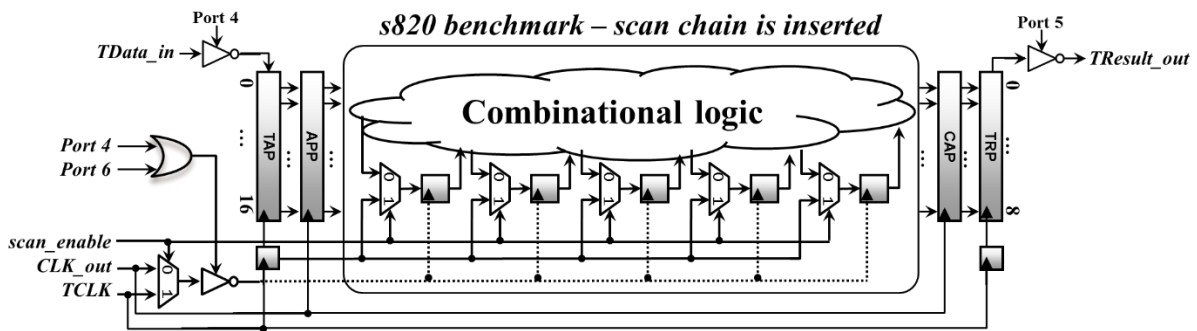 s820 benchmark – scan chain is inserted
Port 4
TData_in
Port 5
TResult_out
0
...
16
TAP
APP
...
Combinational logic
...
CAP
TRP
...
0
...
8
Port 4
Port 6
0
1
0
1
0
1
0
1
0
1
scan_enable
CLK_out
TCLK
0
1